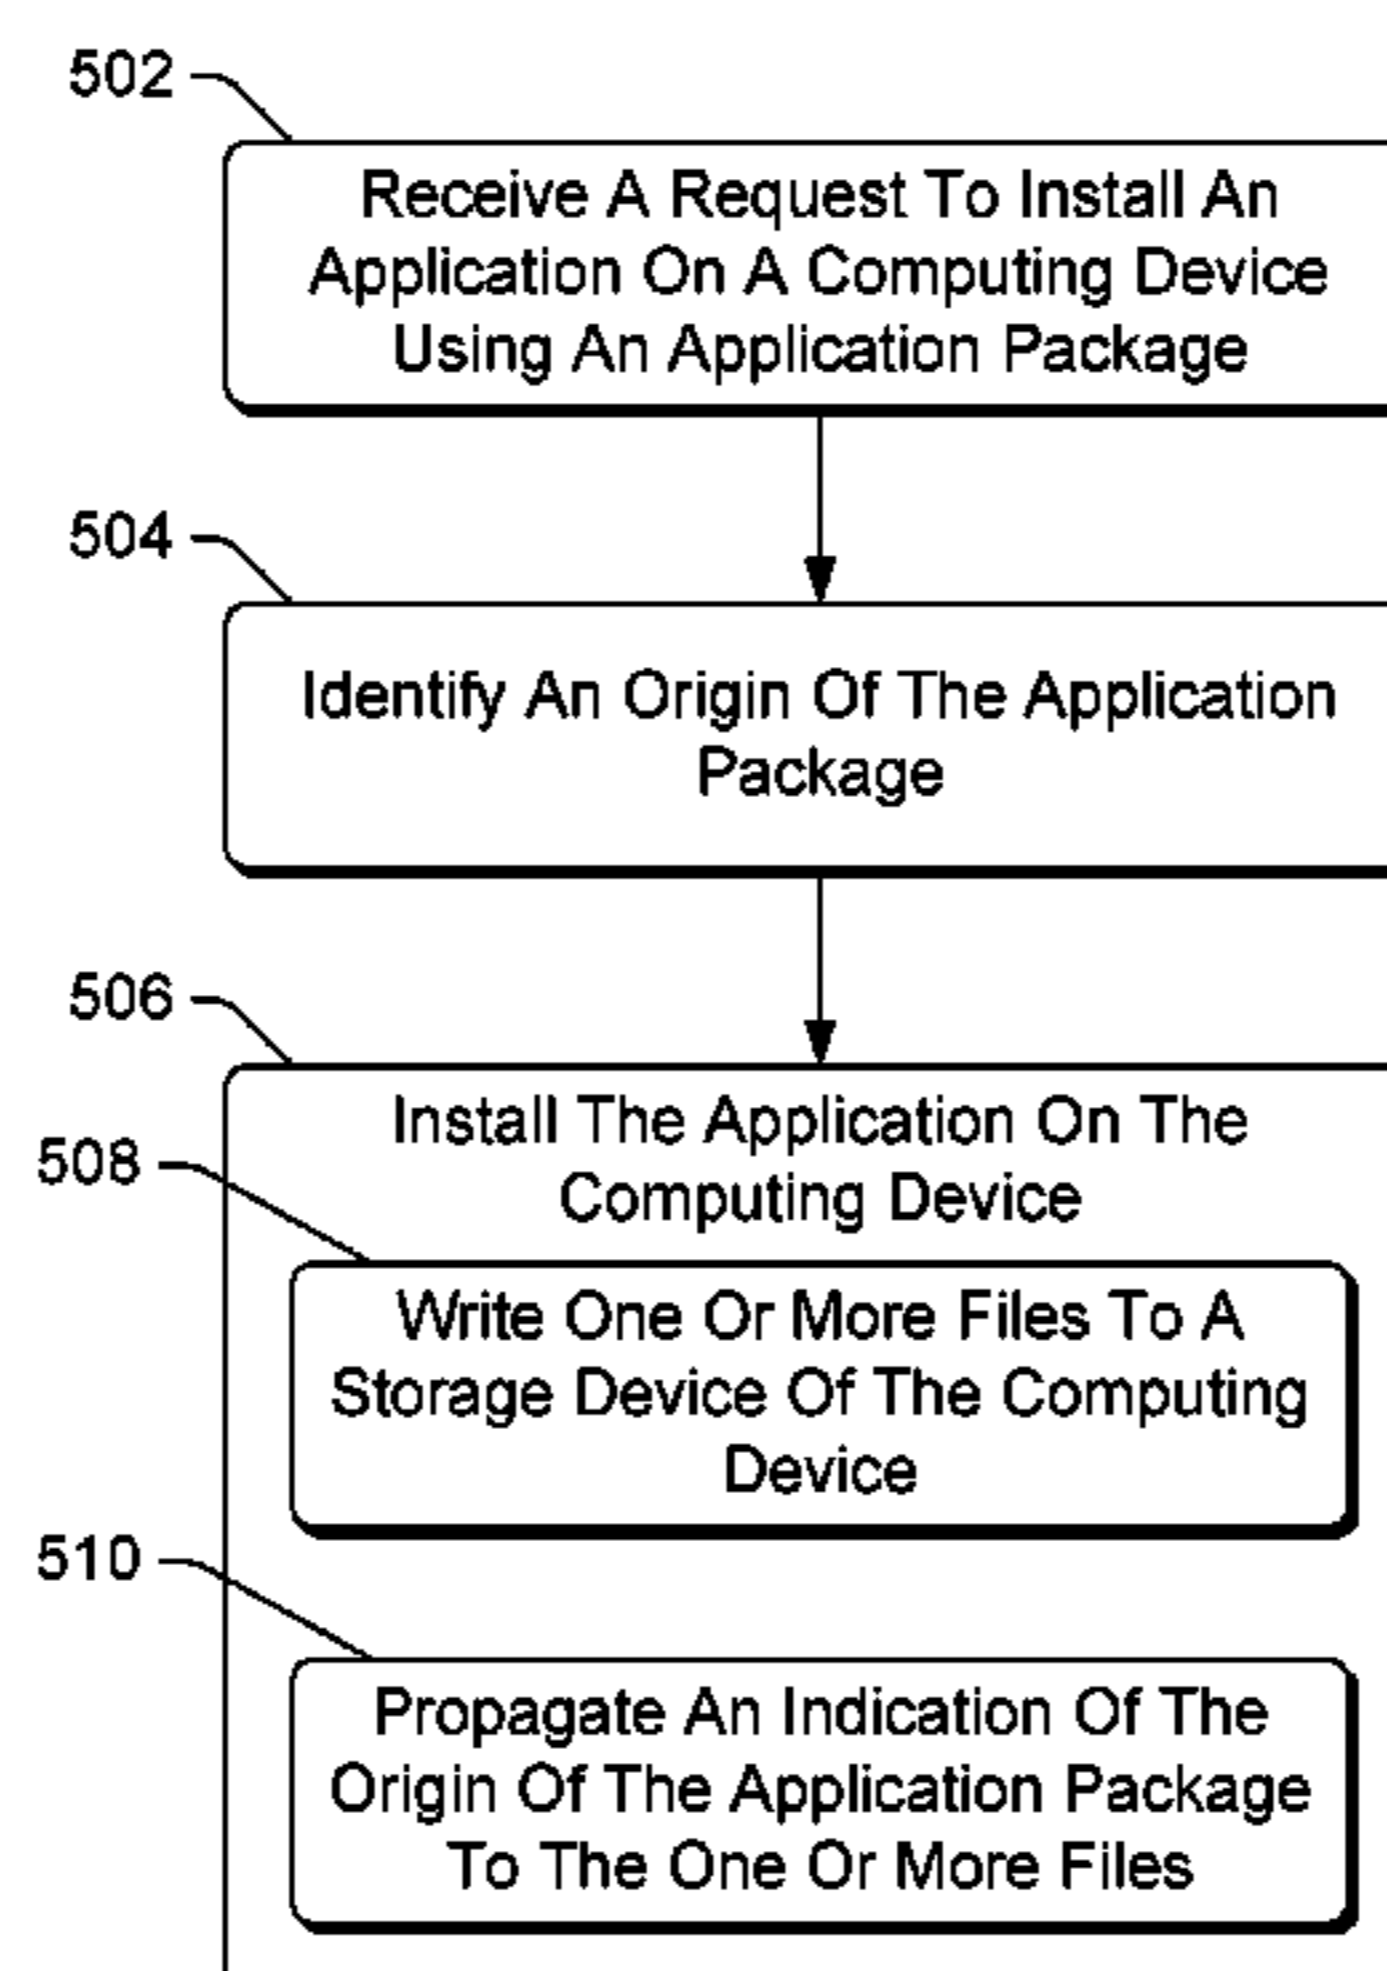 502
Receive A Request To Install An
Application On A Computing Device
Using An Application Package
504
Identify An Origin Of The Application
Package
506
Install The Application On The
Computing Device
508
Write One Or More Files To A
Storage Device Of The Computing
Device
510
Propagate An Indication Of The
Origin Of The Application Package
To The One Or More Files